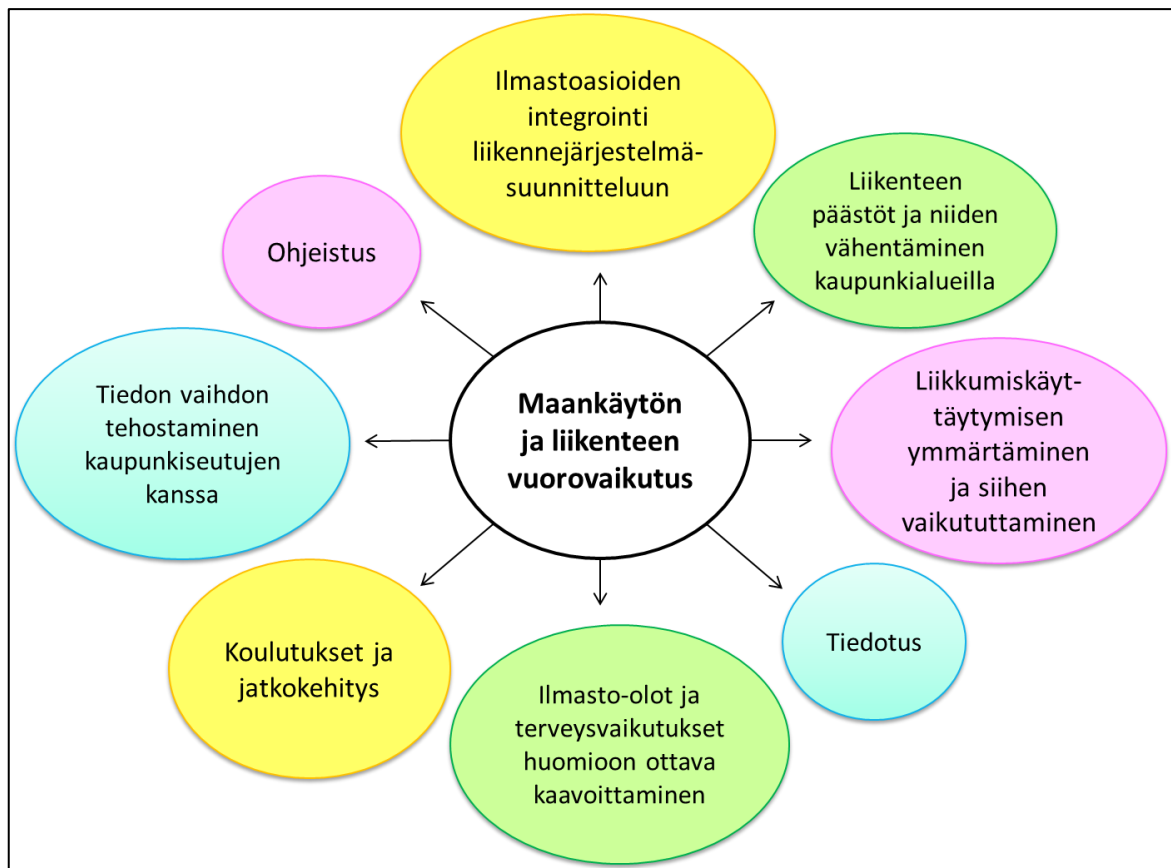 Ilmastoasioiden
integrointi
liikennejärjestelmä-
suunnitteluun
Liikenteen
päästöt ja niiden
vähentäminen
kaupunkialueilla
Ohjeistus
Tiedon vaihdon
tehostaminen
kaupunkiseutujen
kanssa
Maankäytön
ja liikenteen
vuorovaikutus
Liikkumiskäyt-
täytymisen
ymmärtäminen
ja siihen
vaikututtaminen
Koulutukset ja
jatkokehitys
Tiedotus
Ilmasto-olot ja
terveysvaikutukset
huomioon ottava
kaavoittaminen